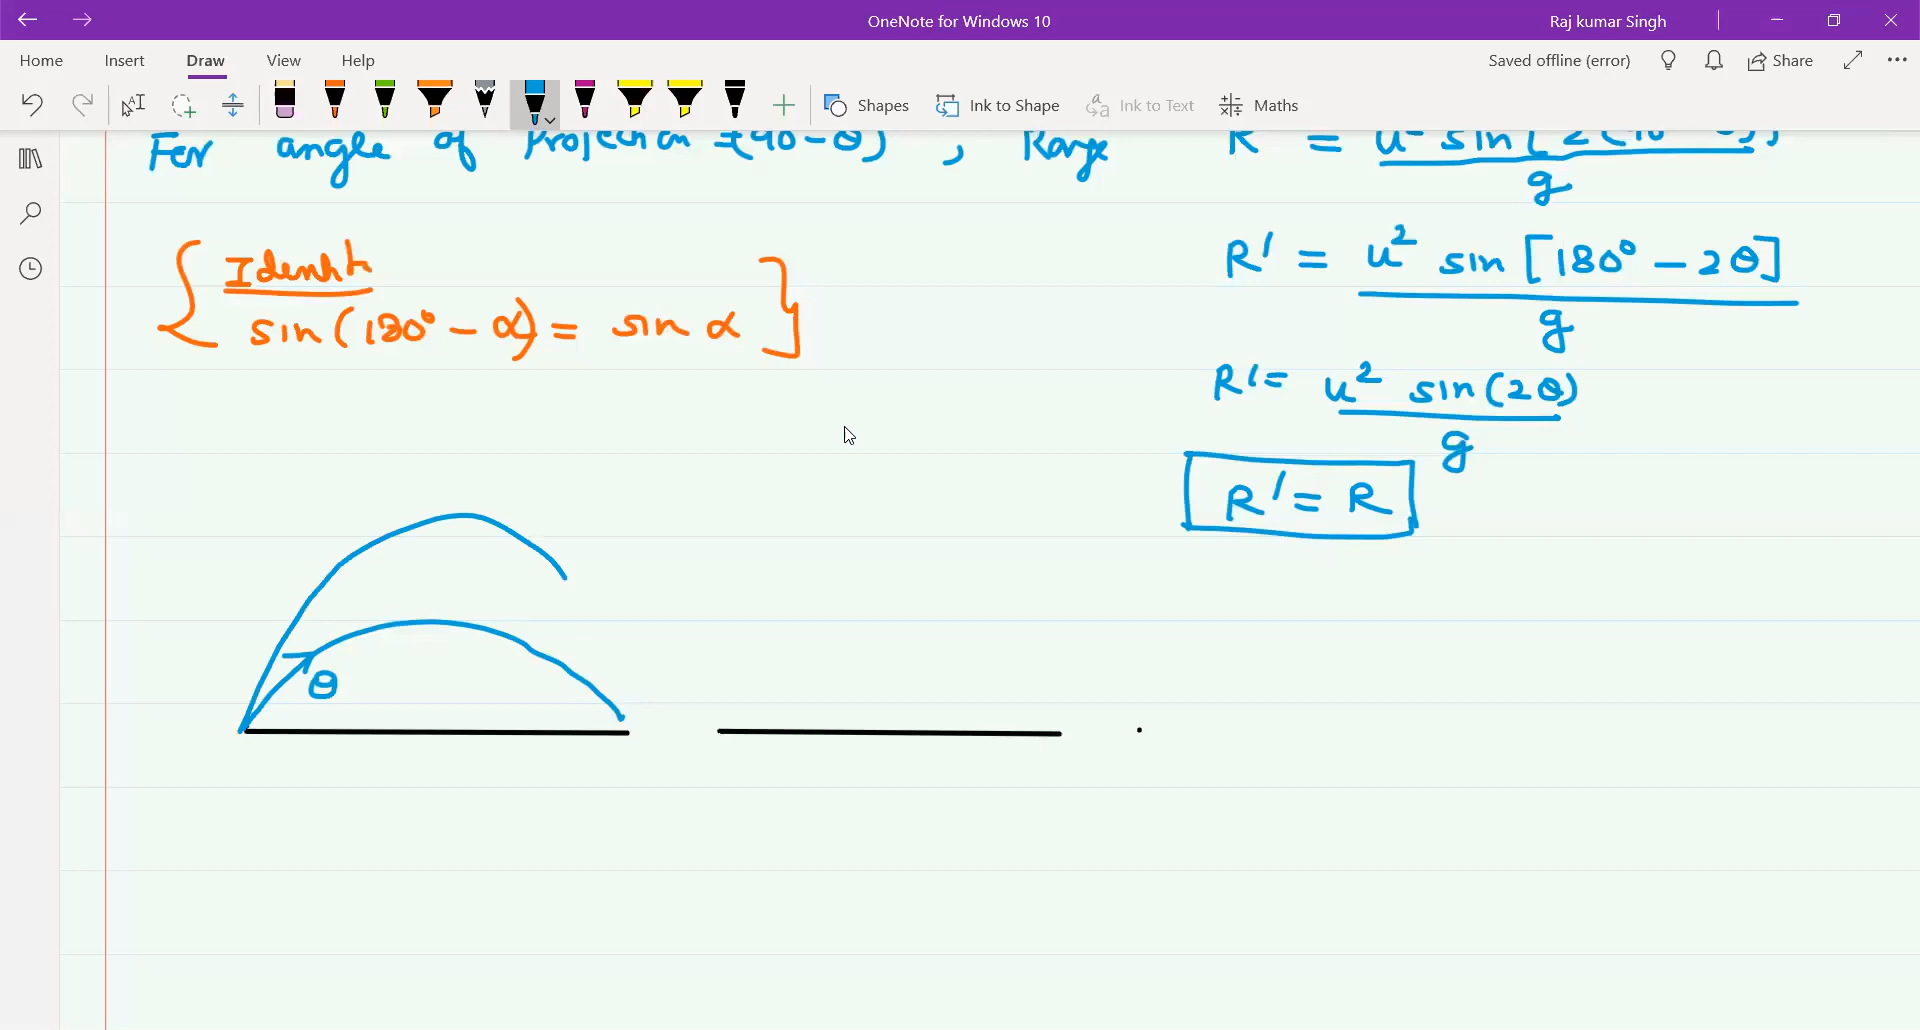 OneNote for Windows 10
Raj kumar Singh
Home Insert Draw View Help
Saved offline (error) Share
Shapes Ink to Shape Ink to Text Maths
For angle of Projection = (90-θ) , Range R =
g
R' = u² sin [180° - 2θ]
g
Identit
sin(180° - α) = sin α
R' = u² sin(2θ)
g
R' = R
θ